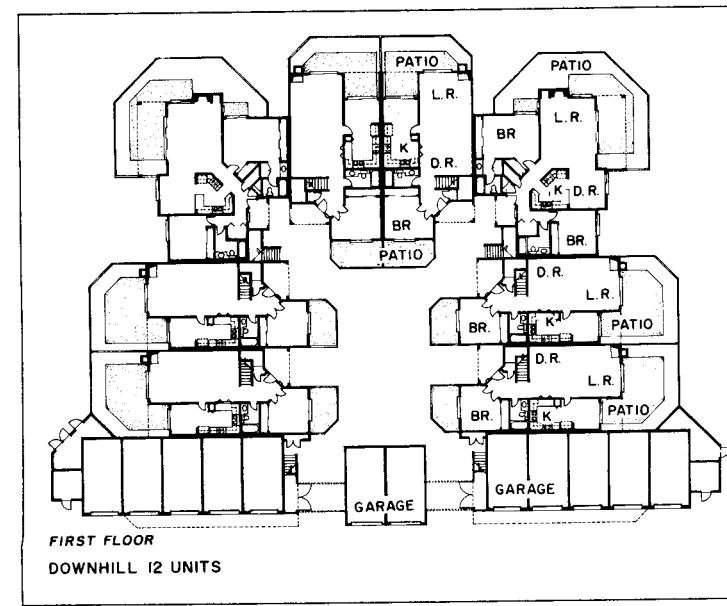 PATIO
L.R.
K
D.R.
BR
PATIO
PATIO
BR
L.R.
K
D.R.
BR.
D.R.
L.R.
BR.
K
PATIO
D.R.
L.R.
BR.
K
PATIO
GARAGE
GARAGE
FIRST FLOOR
DOWNHILL 12 UNITS